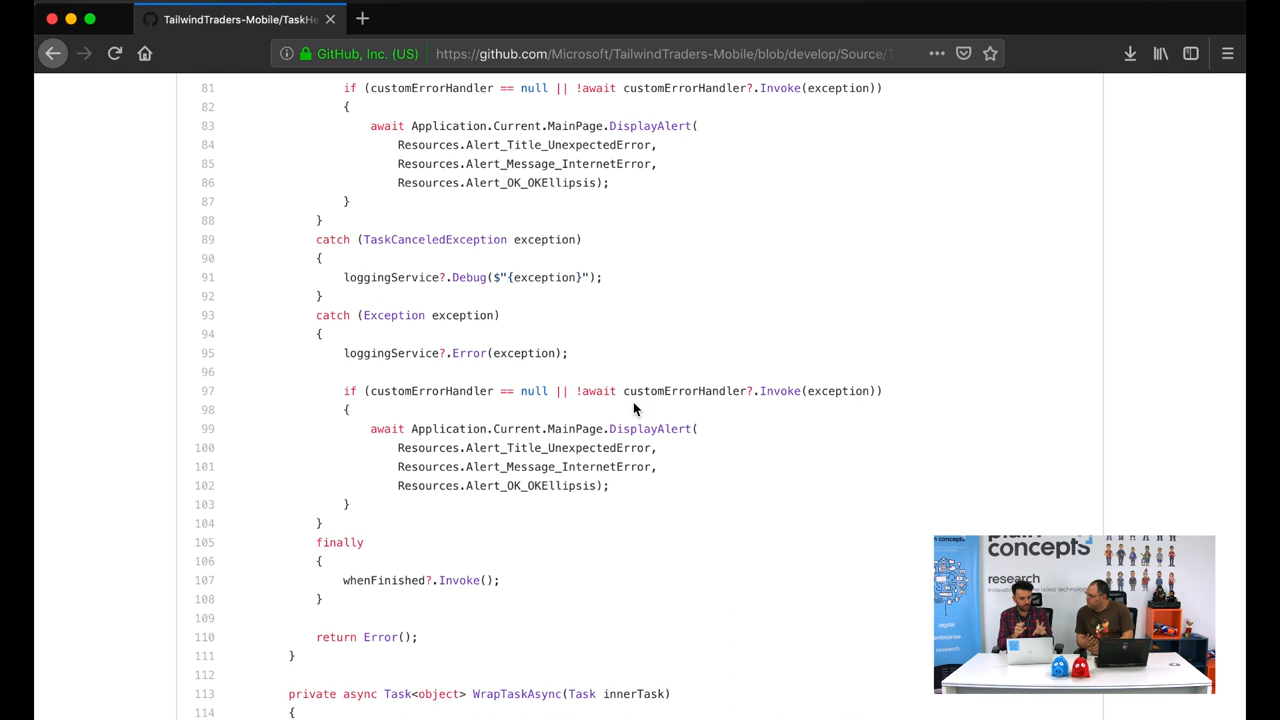 TailwindTraders-Mobile/TaskHe
GitHub, Inc. (US)
https://github.com/Microsoft/TailwindTraders-Mobile/blob/develop/Source/T
81 if (customErrorHandler == null || !await customErrorHandler?.Invoke(exception))
82 {
83 await Application.Current.MainPage.DisplayAlert(
84 Resources.Alert_Title_UnexpectedError,
85 Resources.Alert_Message_InternetError,
86 Resources.Alert_OK_OKEllipsis);
87 }
88 }
89 catch (TaskCanceledException exception)
90 {
91 loggingService?.Debug($"{exception}");
92 }
93 catch (Exception exception)
94 {
95 loggingService?.Error(exception);
96
97 if (customErrorHandler == null || !await customErrorHandler?.Invoke(exception))
98 {
99 await Application.Current.MainPage.DisplayAlert(
100 Resources.Alert_Title_UnexpectedError,
101 Resources.Alert_Message_InternetError,
102 Resources.Alert_OK_OKEllipsis);
103 }
104 }
105 finally
106 {
107 whenFinished?.Invoke();
108 }
109
110 return Error();
111 }
112
113 private async Task<object> WrapTaskAsync(Task innerTask)
114 {
plain
concepts
research
digital
enterprise
research